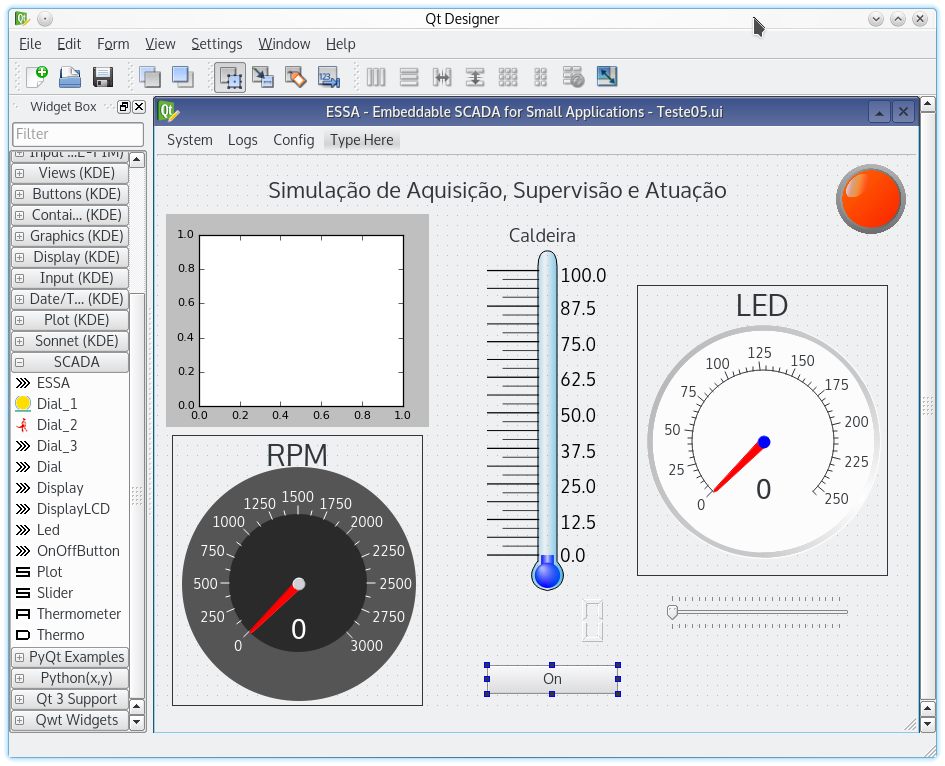 Qt Designer
File Edit Form View Settings Window Help
Widget Box
Filter
Input ...E-PIM)
Views (KDE)
Buttons (KDE)
Contai... (KDE)
Graphics (KDE)
Display (KDE)
Input (KDE)
Date/T... (KDE)
Plot (KDE)
Sonnet (KDE)
SCADA
ESSA
Dial_1
Dial_2
Dial_3
Dial
Display
DisplayLCD
Led
OnOffButton
Plot
Slider
Thermometer
Thermo
PyQt Examples
Python(x,y)
Qt 3 Support
Qwt Widgets
Qt
ESSA - Embeddable SCADA for Small Applications - Teste05.ui
System Logs Config Type Here
Simulação de Aquisição, Supervisão e Atuação
1.0
0.8
0.6
0.4
0.2
0.0
0.0 0.2 0.4 0.6 0.8 1.0
RPM
0
250
500
750
1000
1250
1500
1750
2000
2250
2500
3000
0
Caldeira
100.0
87.5
75.0
62.5
50.0
37.5
25.0
12.5
0.0
LED
0
25
50
75
100
125
150
175
200
225
250
0
0
On